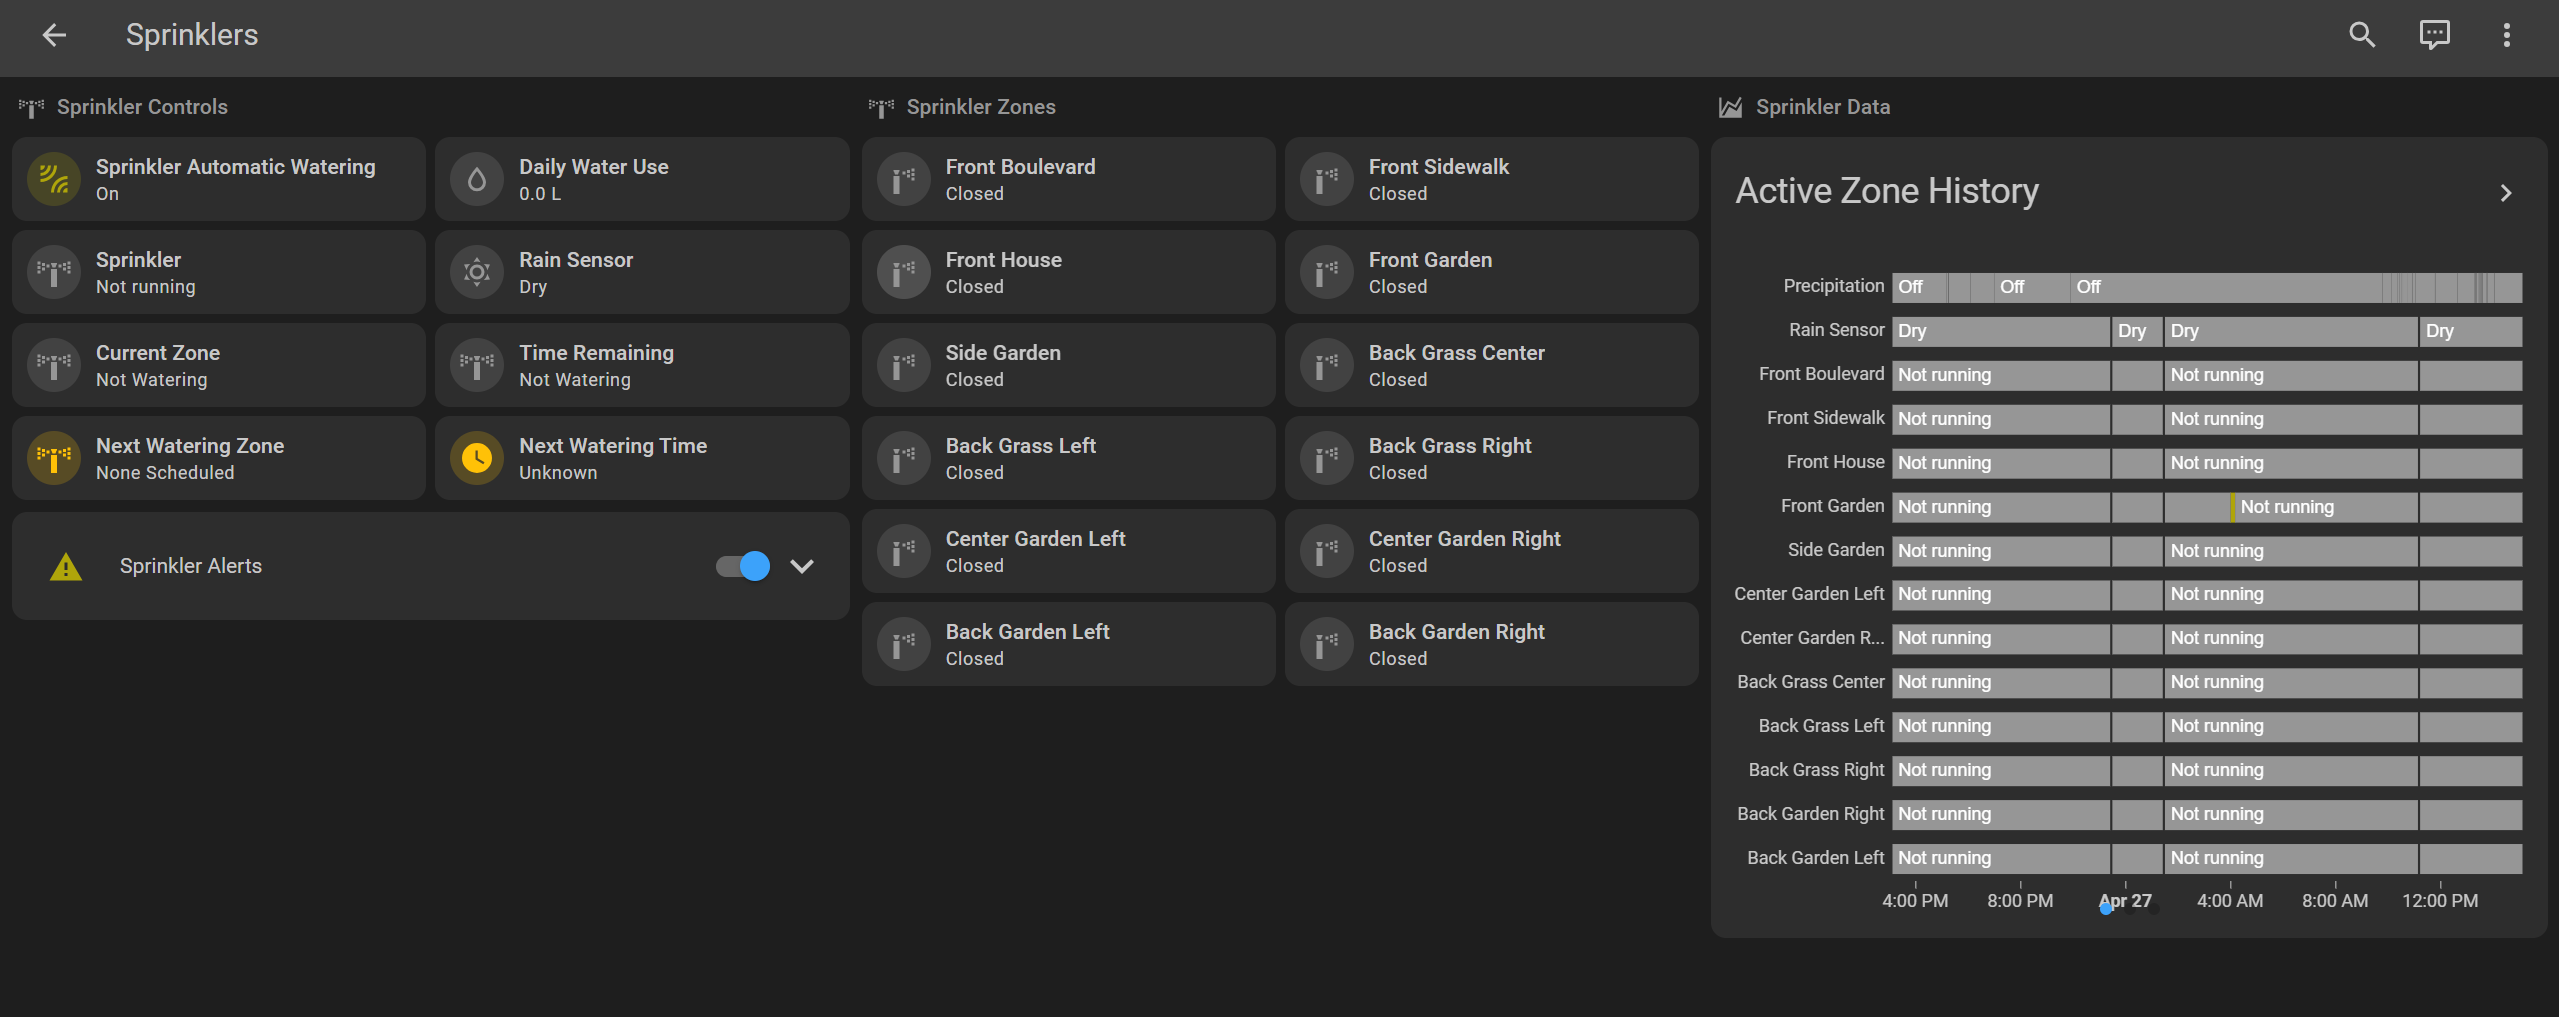 Sprinklers
Sprinkler Controls
Sprinkler Automatic Watering
On
Daily Water Use
0.0 L
Sprinkler
Not running
Rain Sensor
Dry
Current Zone
Not Watering
Time Remaining
Not Watering
Next Watering Zone
None Scheduled
Next Watering Time
Unknown
Sprinkler Alerts
Sprinkler Zones
Front Boulevard
Closed
Front Sidewalk
Closed
Front House
Closed
Front Garden
Closed
Side Garden
Closed
Back Grass Center
Closed
Back Grass Left
Closed
Back Grass Right
Closed
Center Garden Left
Closed
Center Garden Right
Closed
Back Garden Left
Closed
Back Garden Right
Closed
Sprinkler Data
Active Zone History
Precipitation Off Off Off
Rain Sensor Dry Dry Dry Dry
Front Boulevard Not running Not running
Front Sidewalk Not running Not running
Front House Not running Not running
Front Garden Not running Not running
Side Garden Not running Not running
Center Garden Left Not running Not running
Center Garden R... Not running Not running
Back Grass Center Not running Not running
Back Grass Left Not running Not running
Back Grass Right Not running Not running
Back Garden Right Not running Not running
Back Garden Left Not running Not running
4:00 PM 8:00 PM Apr 27 4:00 AM 8:00 AM 12:00 PM